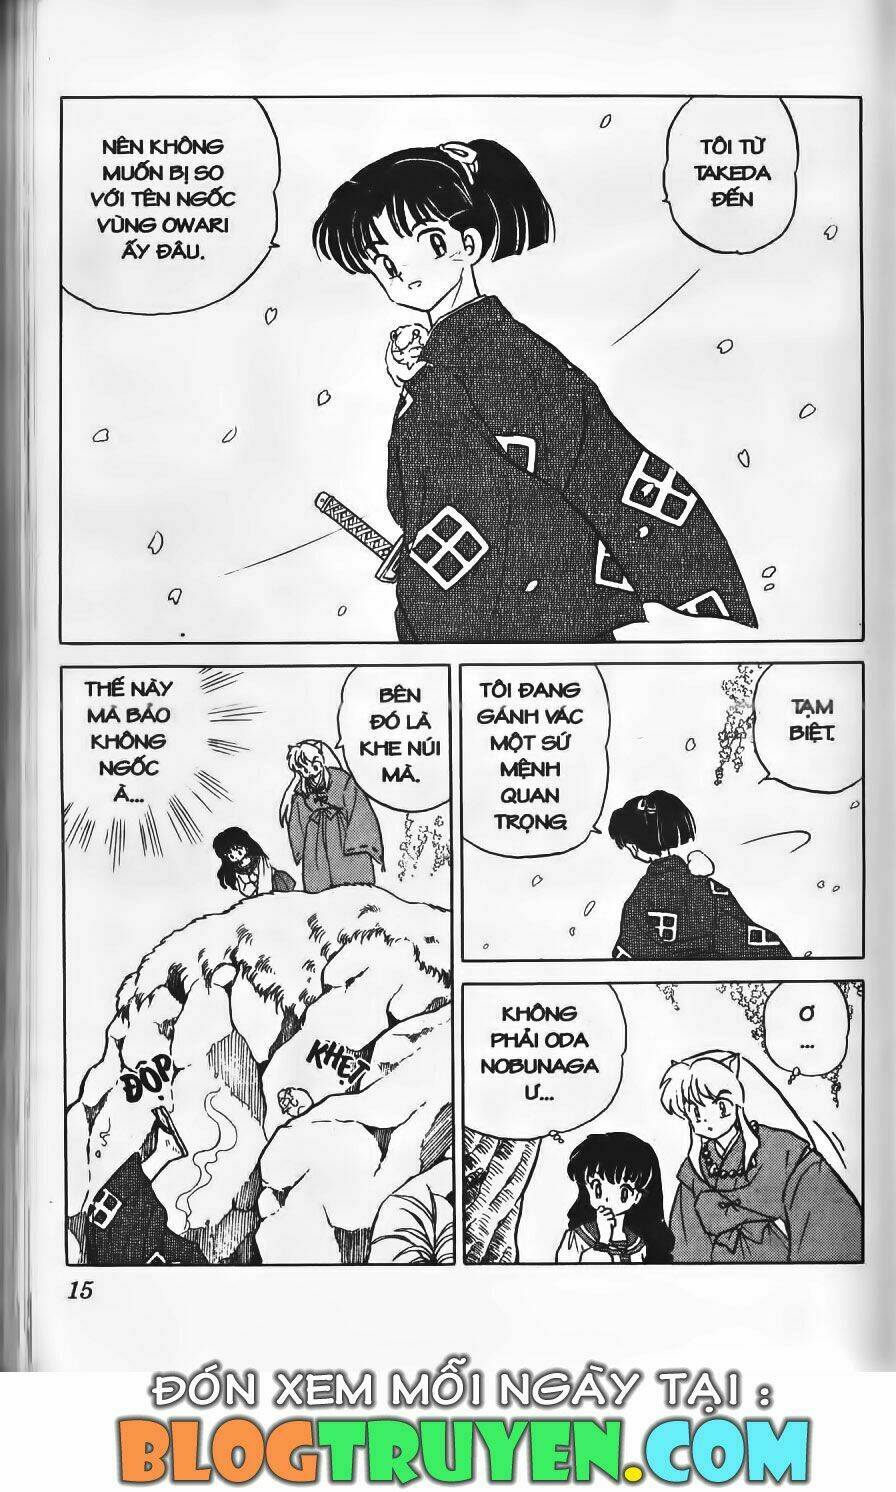 TÔI TỪ
TAKEDA
ĐẾN
NÊN KHÔNG
MUỐN BỊ SO
VỚI TÊN NGỐC
VÙNG OWARI
ẤY ĐÂU.
TẠM
BIỆT.
TÔI ĐANG
GÁNH VÁC
MỘT SỨ
MỆNH
QUAN
TRỌNG.
Ơ
...
KHÔNG
PHẢI ODA
NOBUNAGA
Ư...
BÊN
ĐÓ LÀ
KHE NÚI
MÀ.
THẾ NÀY
MÀ BẢO
KHÔNG
NGỐC
À...
KHẸT
ĐỘP
15
ĐÓN XEM MỖI NGÀY TẠI :
BLOGTRUYEN.COM